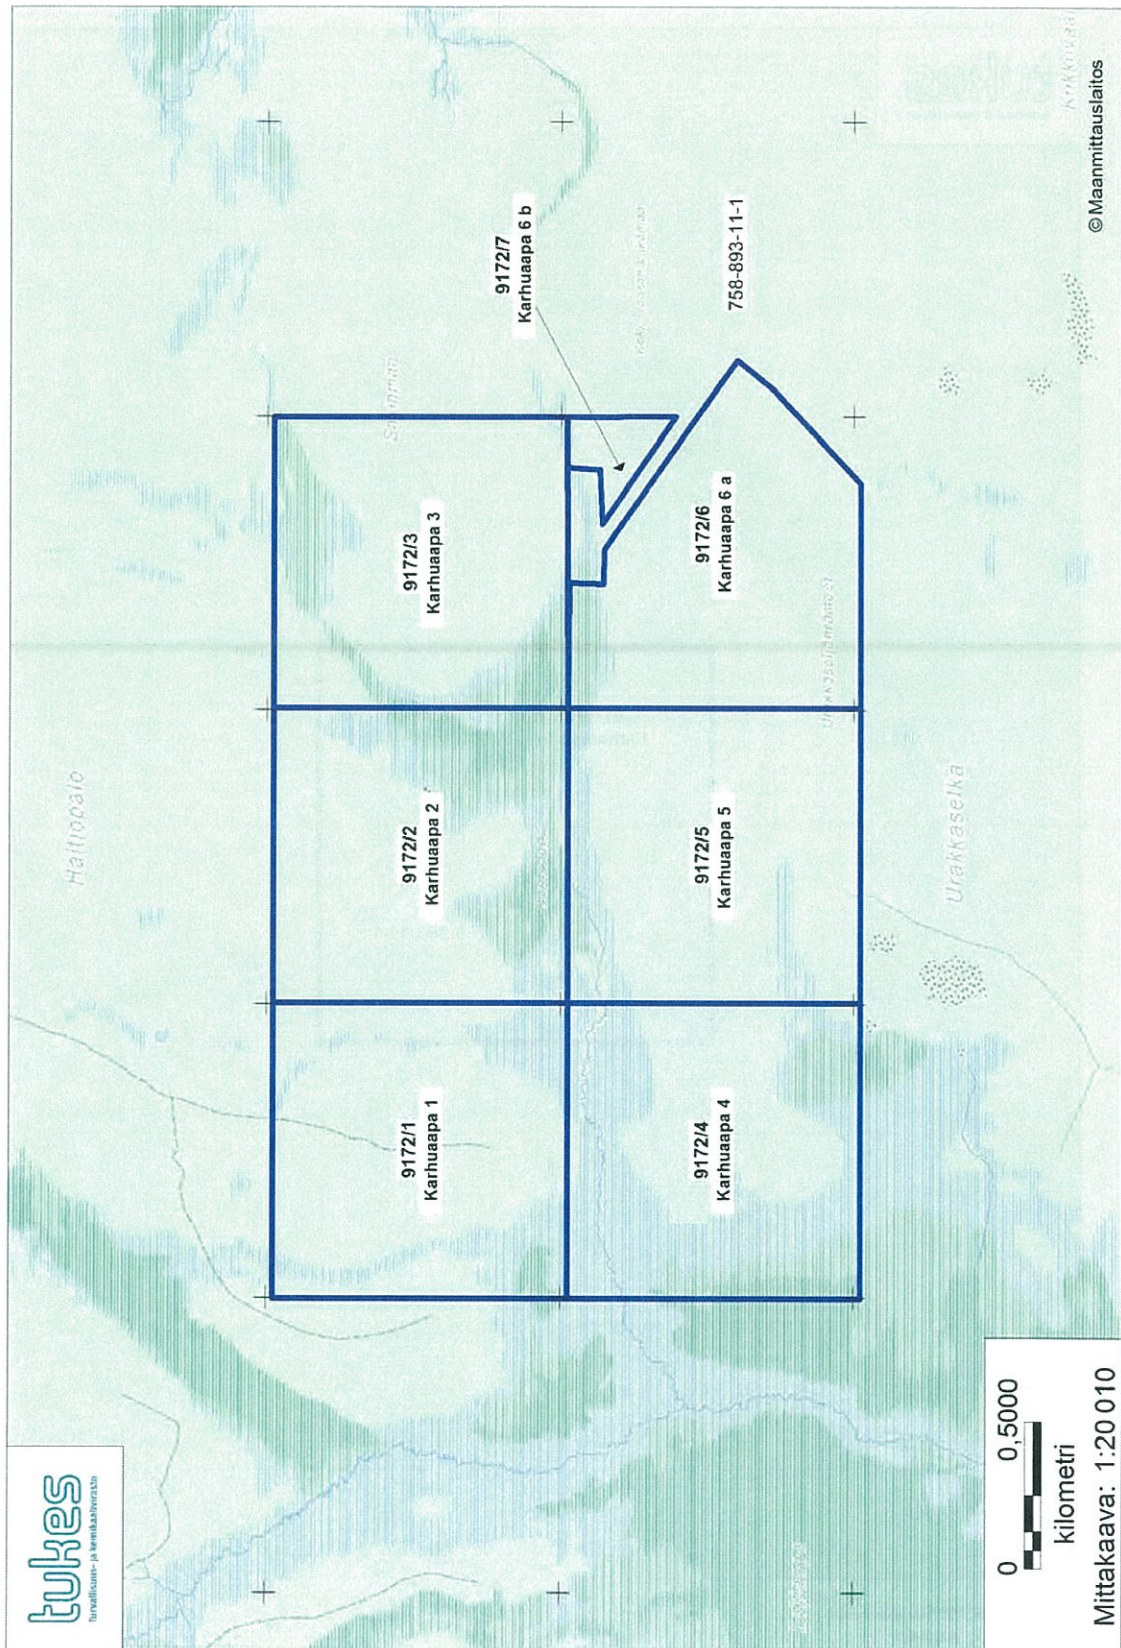 tukes
Turvallisuus- ja kemikaalivirasto
Haittopalo
9172/1
Karhuaapa 1
9172/2
Karhuaapa 2
9172/3
Karhuaapa 3
9172/7
Karhuaapa 6 b
9172/4
Karhuaapa 4
9172/5
Karhuaapa 5
9172/6
Karhuaapa 6 a
758-893-11-1
Urakkaselkä
0 0,5000
kilometri
Mittakaava: 1:20 010
©Maanmittauslaitos